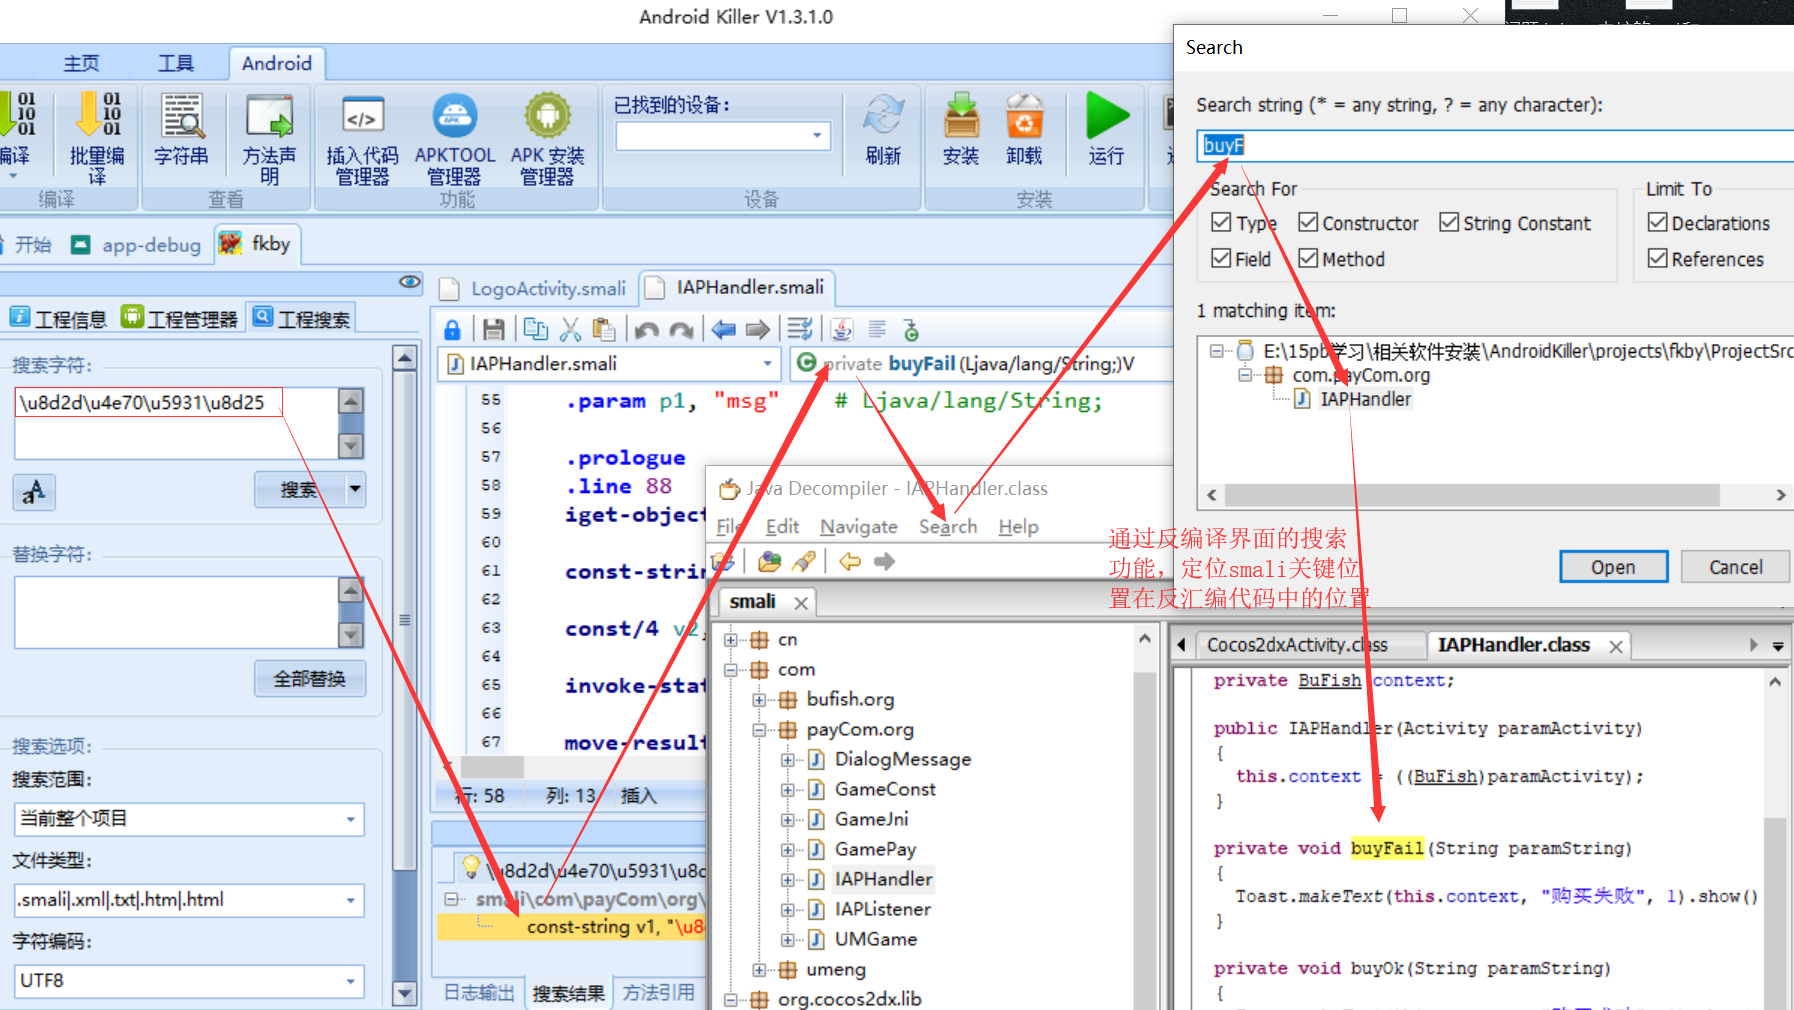 Android Killer V1.3.1.0
主页
工具
Android
编译
批量编
译
字符串
方法声
明
插入代码
管理器
APKTOOL
管理器
APK 安装
管理器
已找到的设备：
刷新
安装
卸载
运行
编译
查看
功能
设备
安装
开始
app-debug
fkby
工程信息
工程管理器
工程搜索
搜索字符:
\u8d2d\u4e70\u5931\u8d25
搜索
替换字符:
全部替换
搜索选项:
搜索范围:
当前整个项目
文件类型:
.smali|.xml|.txt|.htm|.html
字符编码:
UTF8
LogoActivity.smali
IAPHandler.smali
IAPHandler.smali
private buyFail(Ljava/lang/String;)V
55 .param p1, "msg" # Ljava/lang/String;
56
57 .prologue
58 .line 88
59 iget-object
60
61 const-strin
62
63 const/4 v2,
64
65 invoke-stat
66
67 move-result
行: 58 列: 13 插入
\u8d2d\u4e70\u5931\u8d
smali\com\payCom\org\
const-string v1, "\u8
日志输出
搜索结果
方法引用
Java Decompiler - IAPHandler.class
File Edit Navigate Search Help
smali
cn
com
bufish.org
payCom.org
DialogMessage
GameConst
GameJni
GamePay
IAPHandler
IAPListener
UMGame
umeng
org.cocos2dx.lib
Search
Search string (* = any string, ? = any character):
buyF
Search For
Type Constructor String Constant
Field Method
Limit To
Declarations
References
1 matching item:
E:\15pb学习\相关软件安装\AndroidKiller\projects\fkby\ProjectSrc
com.payCom.org
IAPHandler
Open
Cancel
通过反编译界面的搜索
功能，定位smali关键位
置在反汇编代码中的位置
Cocos2dxActivity.class
IAPHandler.class
private BuFish context;
public IAPHandler(Activity paramActivity)
{
this.context = ((BuFish)paramActivity);
}
private void buyFail(String paramString)
{
Toast.makeText(this.context, "购买失败", 1).show()
}
private void buyOk(String paramString)
{